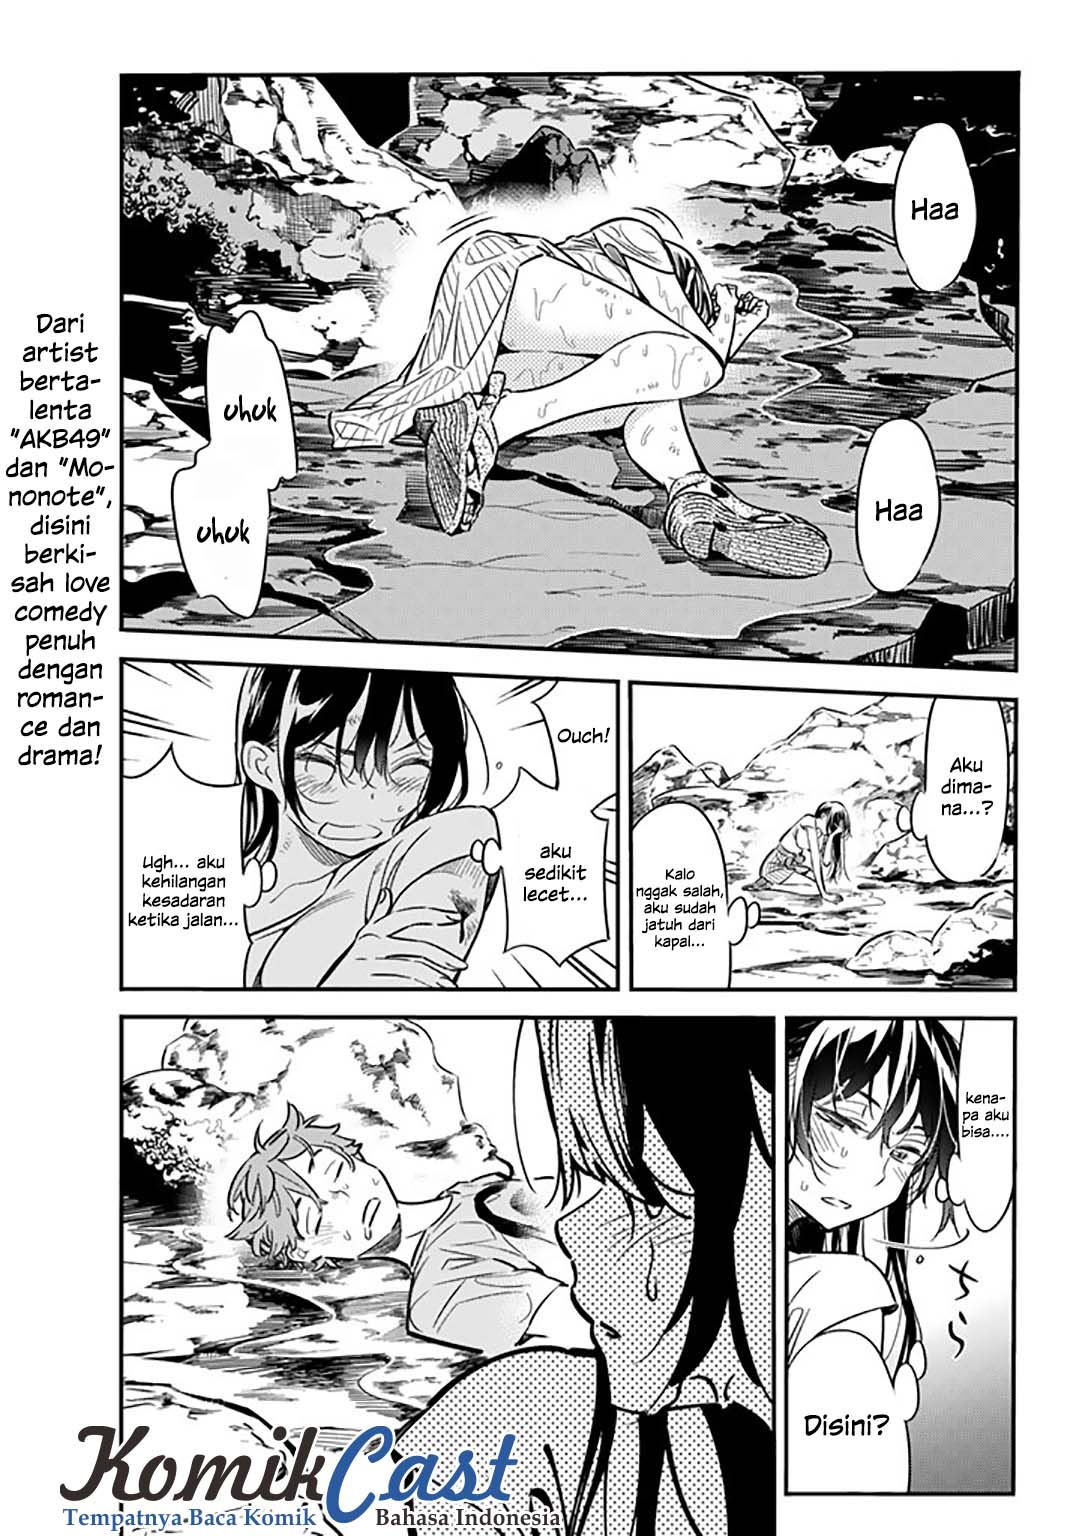 Haa
Haa
uhuk
uhuk
Dari
artist
berta-
lenta
"AKB49"
dan "Mo-
nonote",
disini
berki-
sah love
comedy
penuh
dengan
roman-
ce dan
drama!
Aku
dima-
na...?
Kalo
nggak salah,
aku sudah
jatuh dari
kapal...
Ouch!
aku
sedikit
lecet...
Ugh... aku
kehilangan
kesadaran
ketika jalan...
kena-
pa aku
bisa....
チラ
Disini?
KomikCast
Tempatnya Baca Komik Bahasa Indonesia